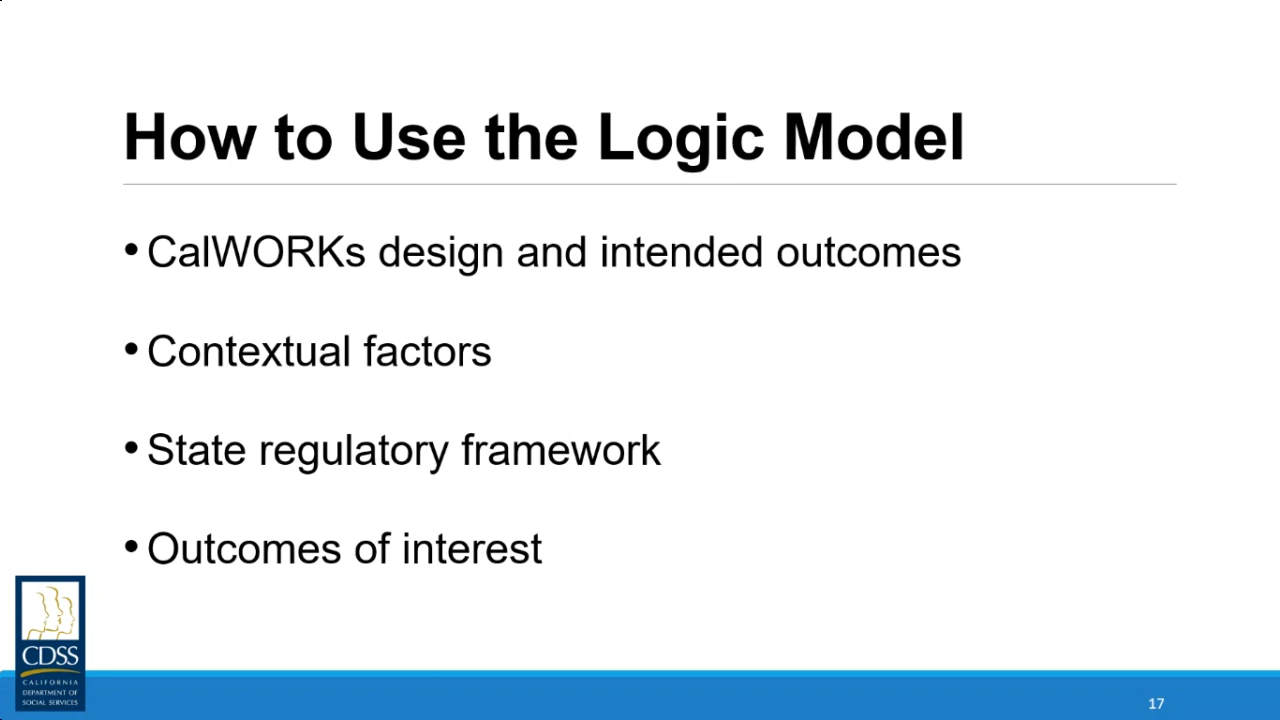 How to Use the Logic Model
• CalWORKs design and intended outcomes
• Contextual factors
• State regulatory framework
• Outcomes of interest
CDSS
CALIFORNIA
DEPARTMENT OF
SOCIAL SERVICES
17